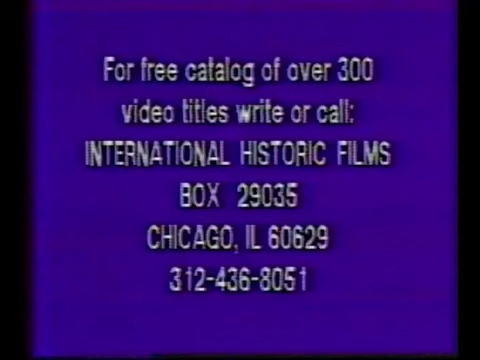 For free catalog of over 300
video titles write or call:
INTERNATIONAL HISTORIC FILMS
BOX 29035
CHICAGO, IL 60629
312-436-8051